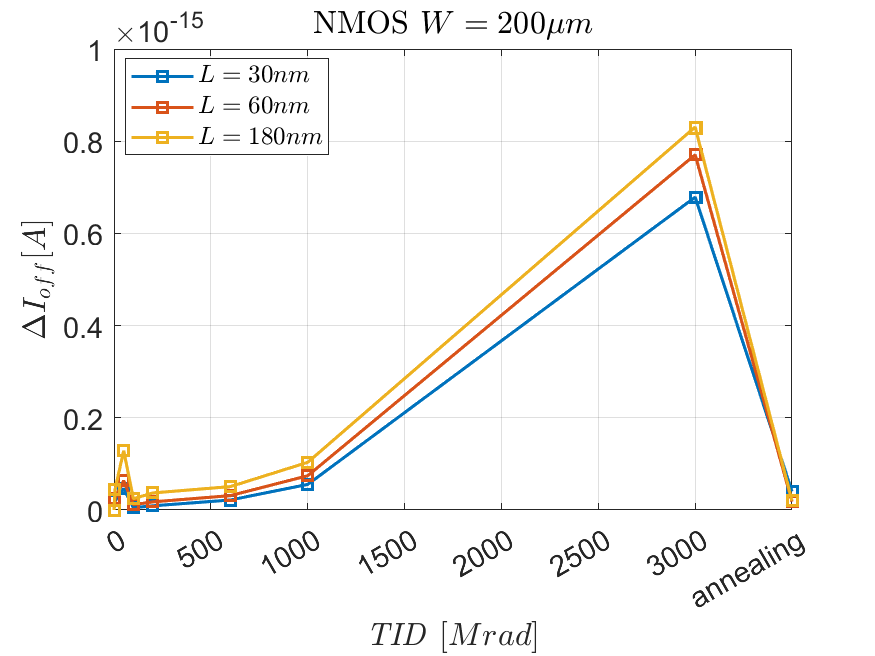 ×10-15
NMOS W = 200μm
1
0.8
0.6
0.4
0.2
0
ΔIoff[A]
L = 30nm
L = 60nm
L = 180nm
0
500
1000
1500
2000
2500
3000
annealing
TID [Mrad]